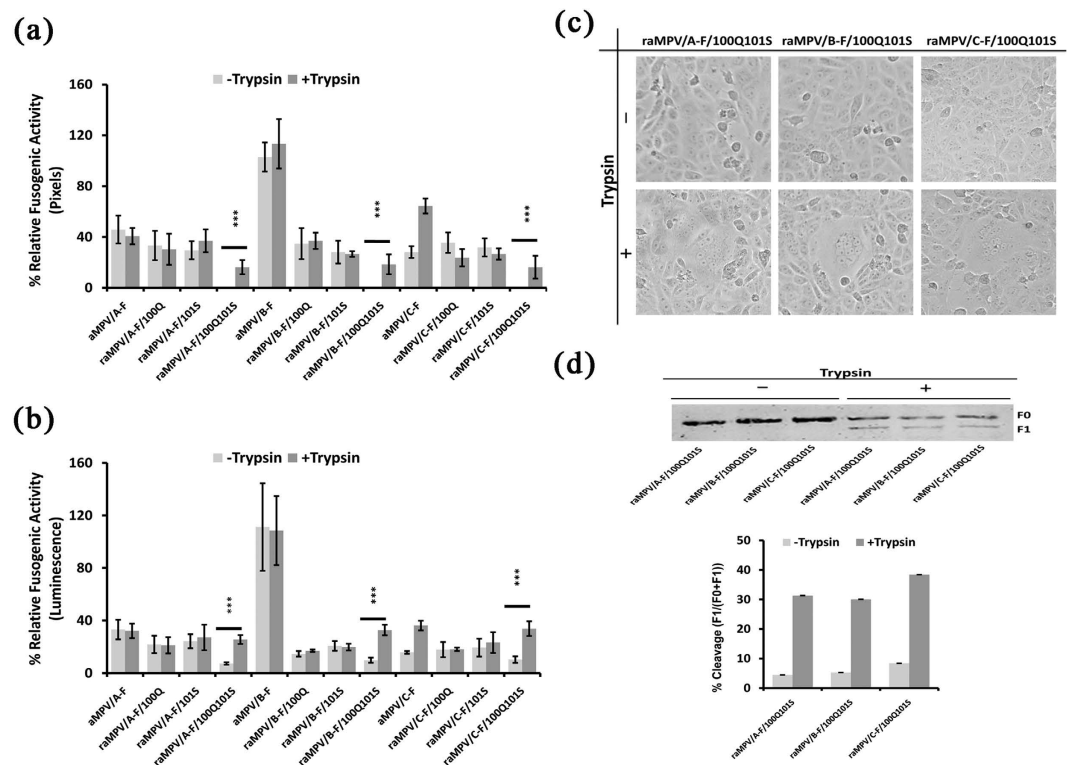 (a)
-Trypsin +Trypsin
% Relative Fusogenic Activity
(Pixels)
160
120
80
40
0
*** *** ***
aMPV/A-F
raMPV/A-F/100Q
raMPV/A-F/101S
raMPV/A-F/100Q101S
aMPV/B-F
raMPV/B-F/100Q
raMPV/B-F/101S
raMPV/B-F/100Q101S
aMPV/C-F
raMPV/C-F/100Q
raMPV/C-F/101S
raMPV/C-F/100Q101S
(b)
-Trypsin +Trypsin
% Relative Fusogenic Activity
(Luminescence)
160
120
80
40
0
*** *** ***
aMPV/A-F
raMPV/A-F/100Q
raMPV/A-F/101S
raMPV/A-F/100Q101S
aMPV/B-F
raMPV/B-F/100Q
raMPV/B-F/101S
raMPV/B-F/100Q101S
aMPV/C-F
raMPV/C-F/100Q
raMPV/C-F/101S
raMPV/C-F/100Q101S
(c)
raMPV/A-F/100Q101S raMPV/B-F/100Q101S raMPV/C-F/100Q101S
Trypsin
−
+
(d)
Trypsin
− +
F0
F1
raMPV/A-F/100Q101S
raMPV/B-F/100Q101S
raMPV/C-F/100Q101S
raMPV/A-F/100Q101S
raMPV/B-F/100Q101S
raMPV/C-F/100Q101S
-Trypsin +Trypsin
% Cleavage (F1/(F0+F1))
50
40
30
20
10
0
raMPV/A-F/100Q101S
raMPV/B-F/100Q101S
raMPV/C-F/100Q101S